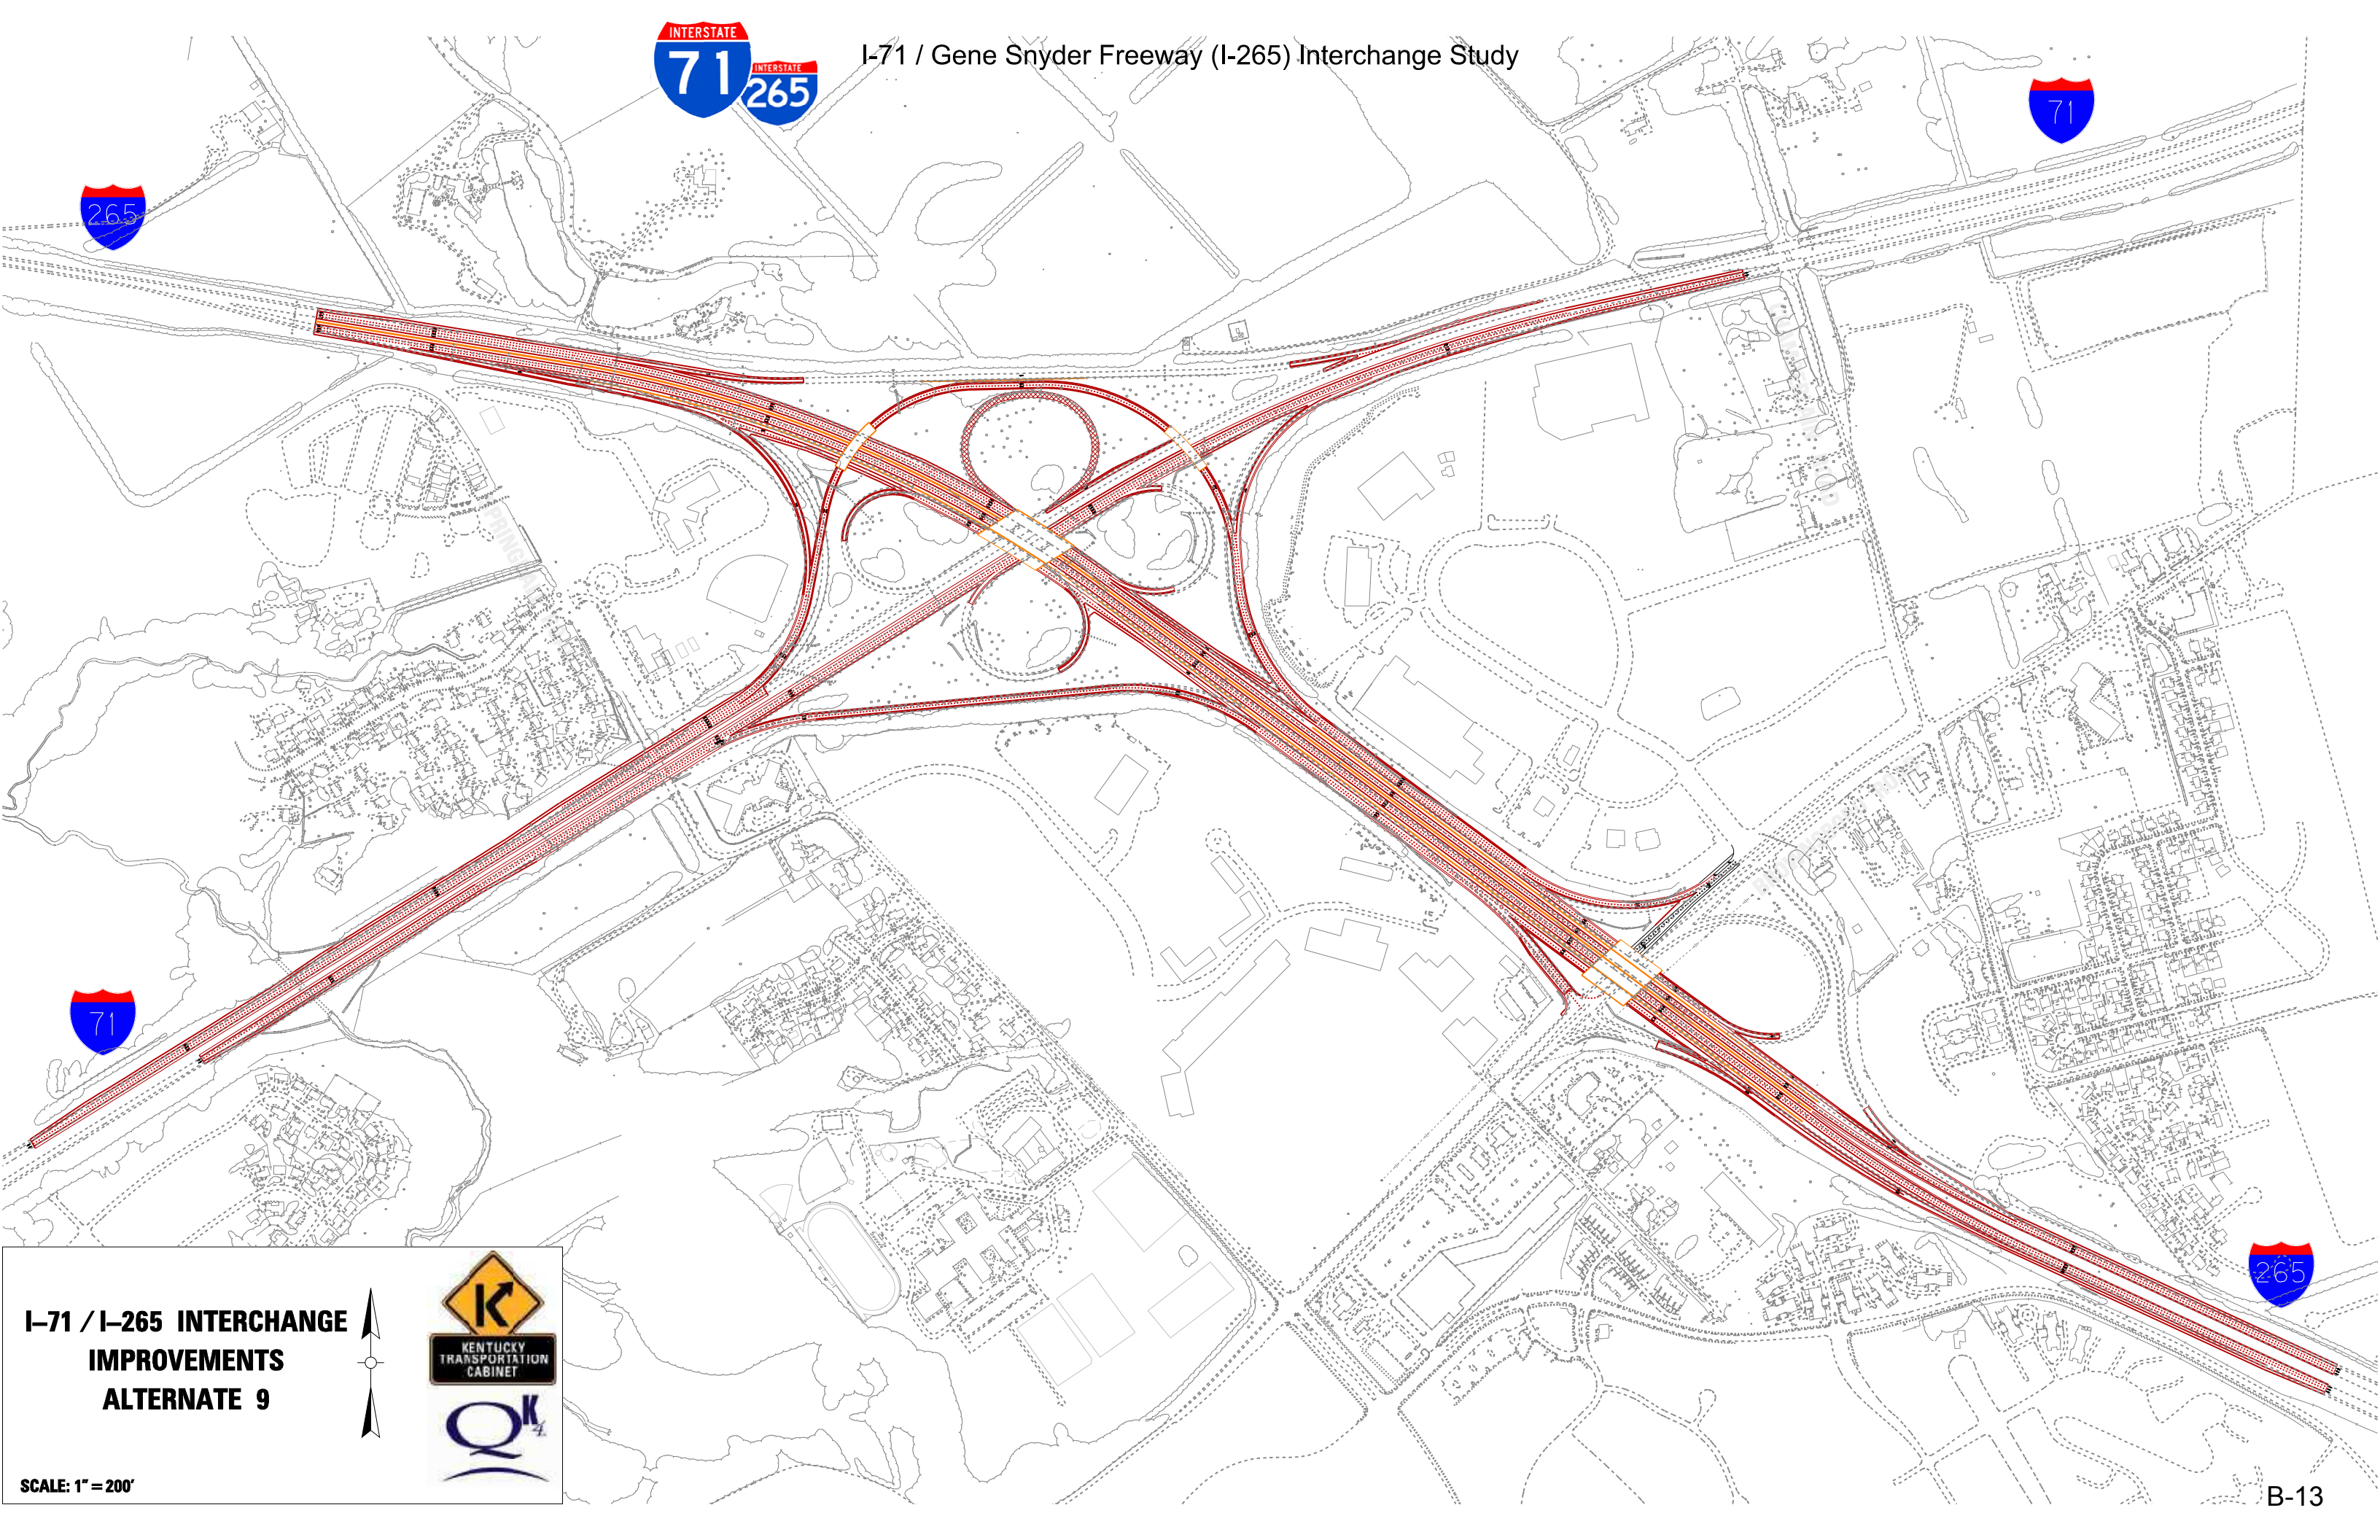 INTERSTATE
71
INTERSTATE
265
I-71 / Gene Snyder Freeway (I-265) Interchange Study
71
265
71
265
I–71 / I–265 INTERCHANGE
IMPROVEMENTS
ALTERNATE 9
SCALE: 1" = 200'
K
KENTUCKY
TRANSPORTATION
CABINET
QK4
B-13